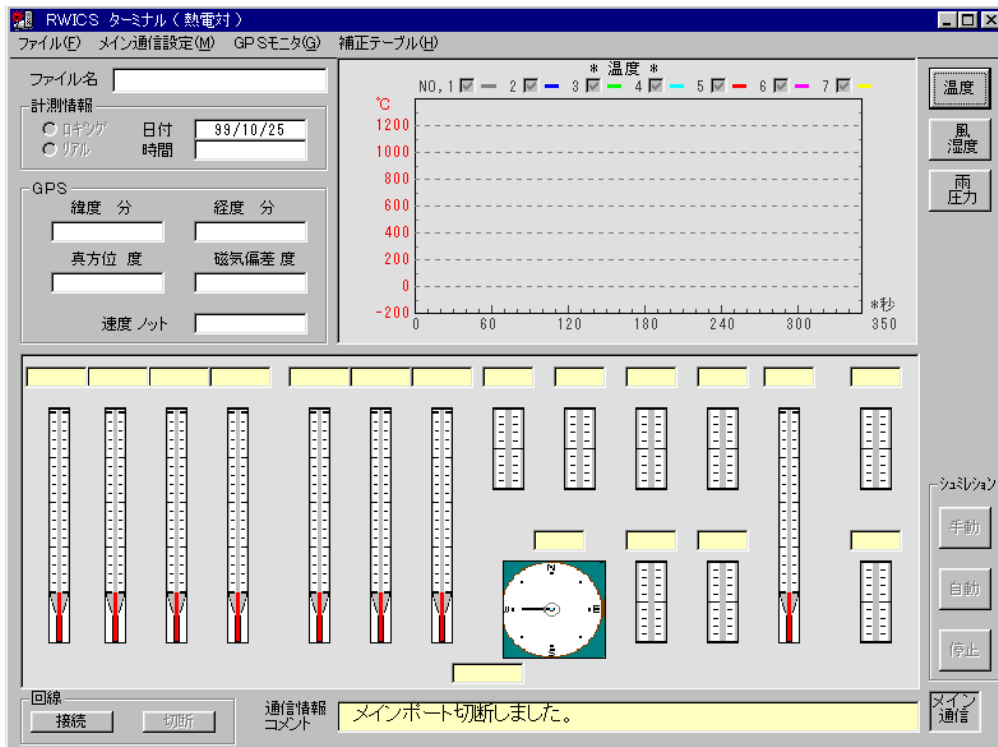 RWICS ターミナル（熱電対）
ファイル(F) メイン通信設定(M) GPSモニタ(G) 補正テーブル(H)
ファイル名
計測情報
ロギング 日付 99/10/25
リアル 時間
GPS
緯度 分 経度 分
真方位 度 磁気偏差 度
速度 ノット
* 温度 *
NO, 1 2 3 4 5 6 7
℃
1200
1000
800
600
400
200
0
-200
0 60 120 180 240 300 350
*秒
温度
風
湿度
雨
圧力
N
E
S
シュミレション
手動
自動
停止
回線
接続 切断
通信情報
コメント
メインポート切断しました。
メイン
通信